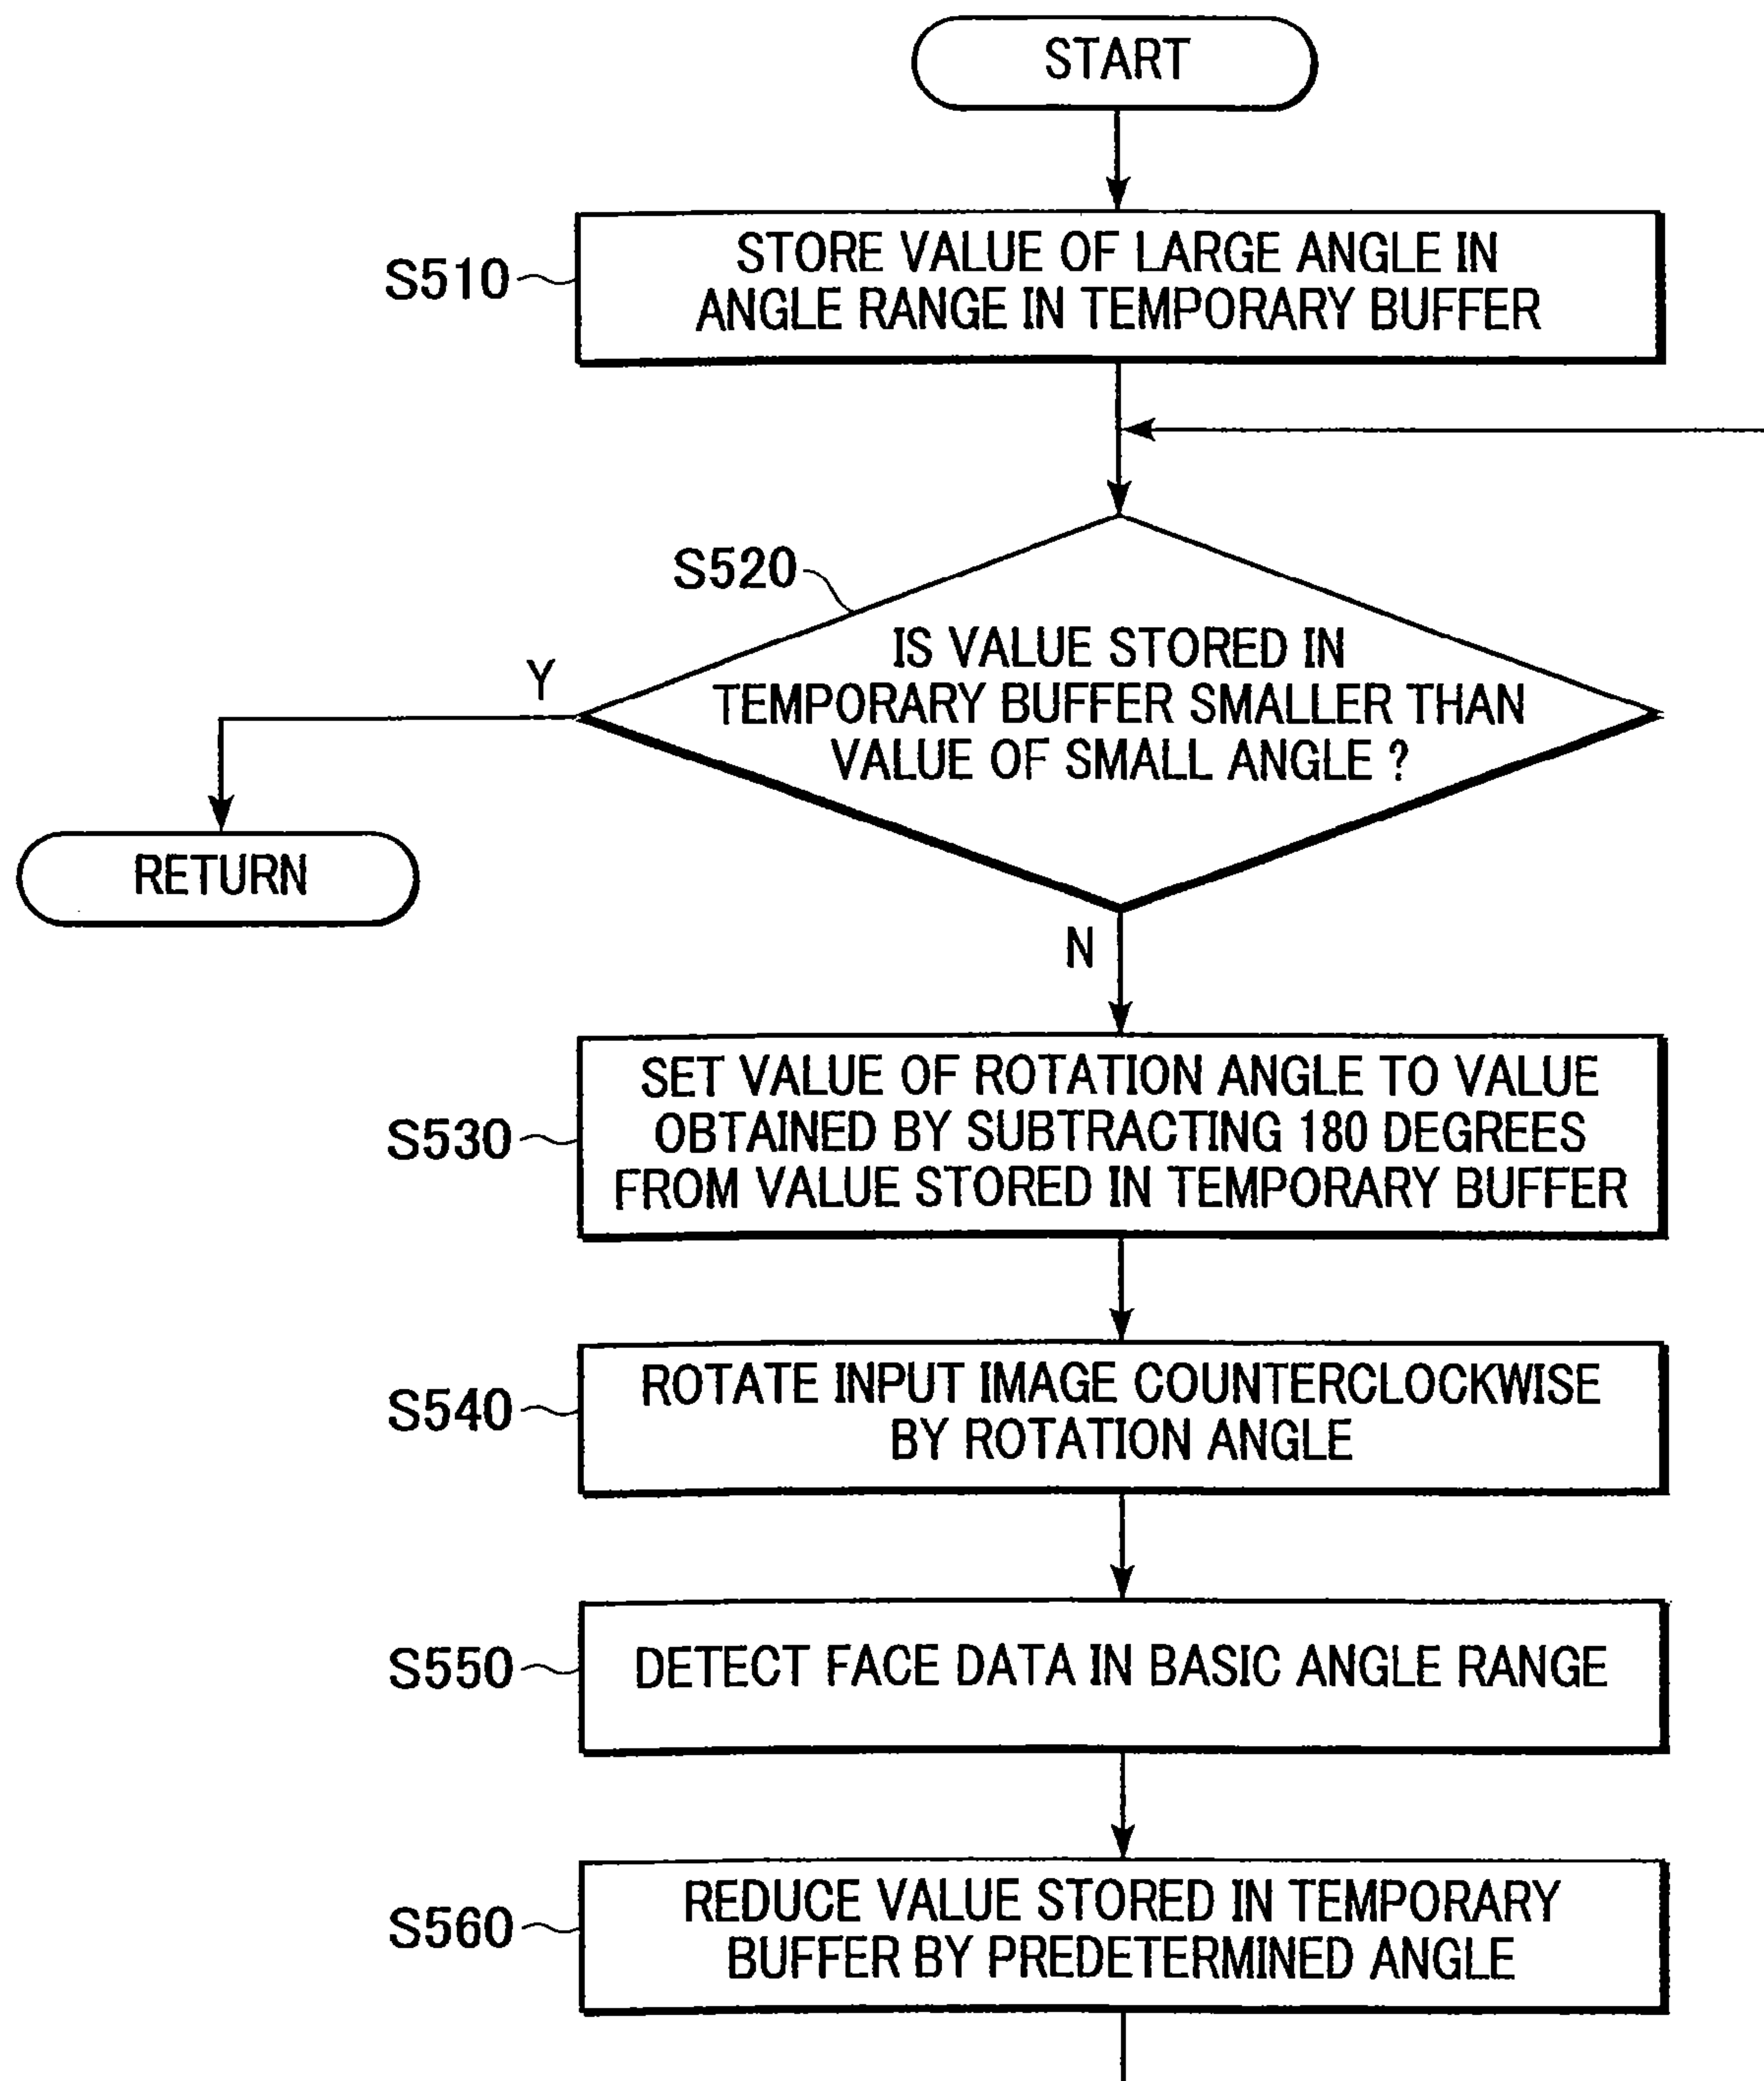 START
S510
STORE VALUE OF LARGE ANGLE IN
ANGLE RANGE IN TEMPORARY BUFFER
S520
IS VALUE STORED IN
TEMPORARY BUFFER SMALLER THAN
VALUE OF SMALL ANGLE ?
Y
RETURN
N
S530
SET VALUE OF ROTATION ANGLE TO VALUE
OBTAINED BY SUBTRACTING 180 DEGREES
FROM VALUE STORED IN TEMPORARY BUFFER
S540
ROTATE INPUT IMAGE COUNTERCLOCKWISE
BY ROTATION ANGLE
S550
DETECT FACE DATA IN BASIC ANGLE RANGE
S560
REDUCE VALUE STORED IN TEMPORARY
BUFFER BY PREDETERMINED ANGLE